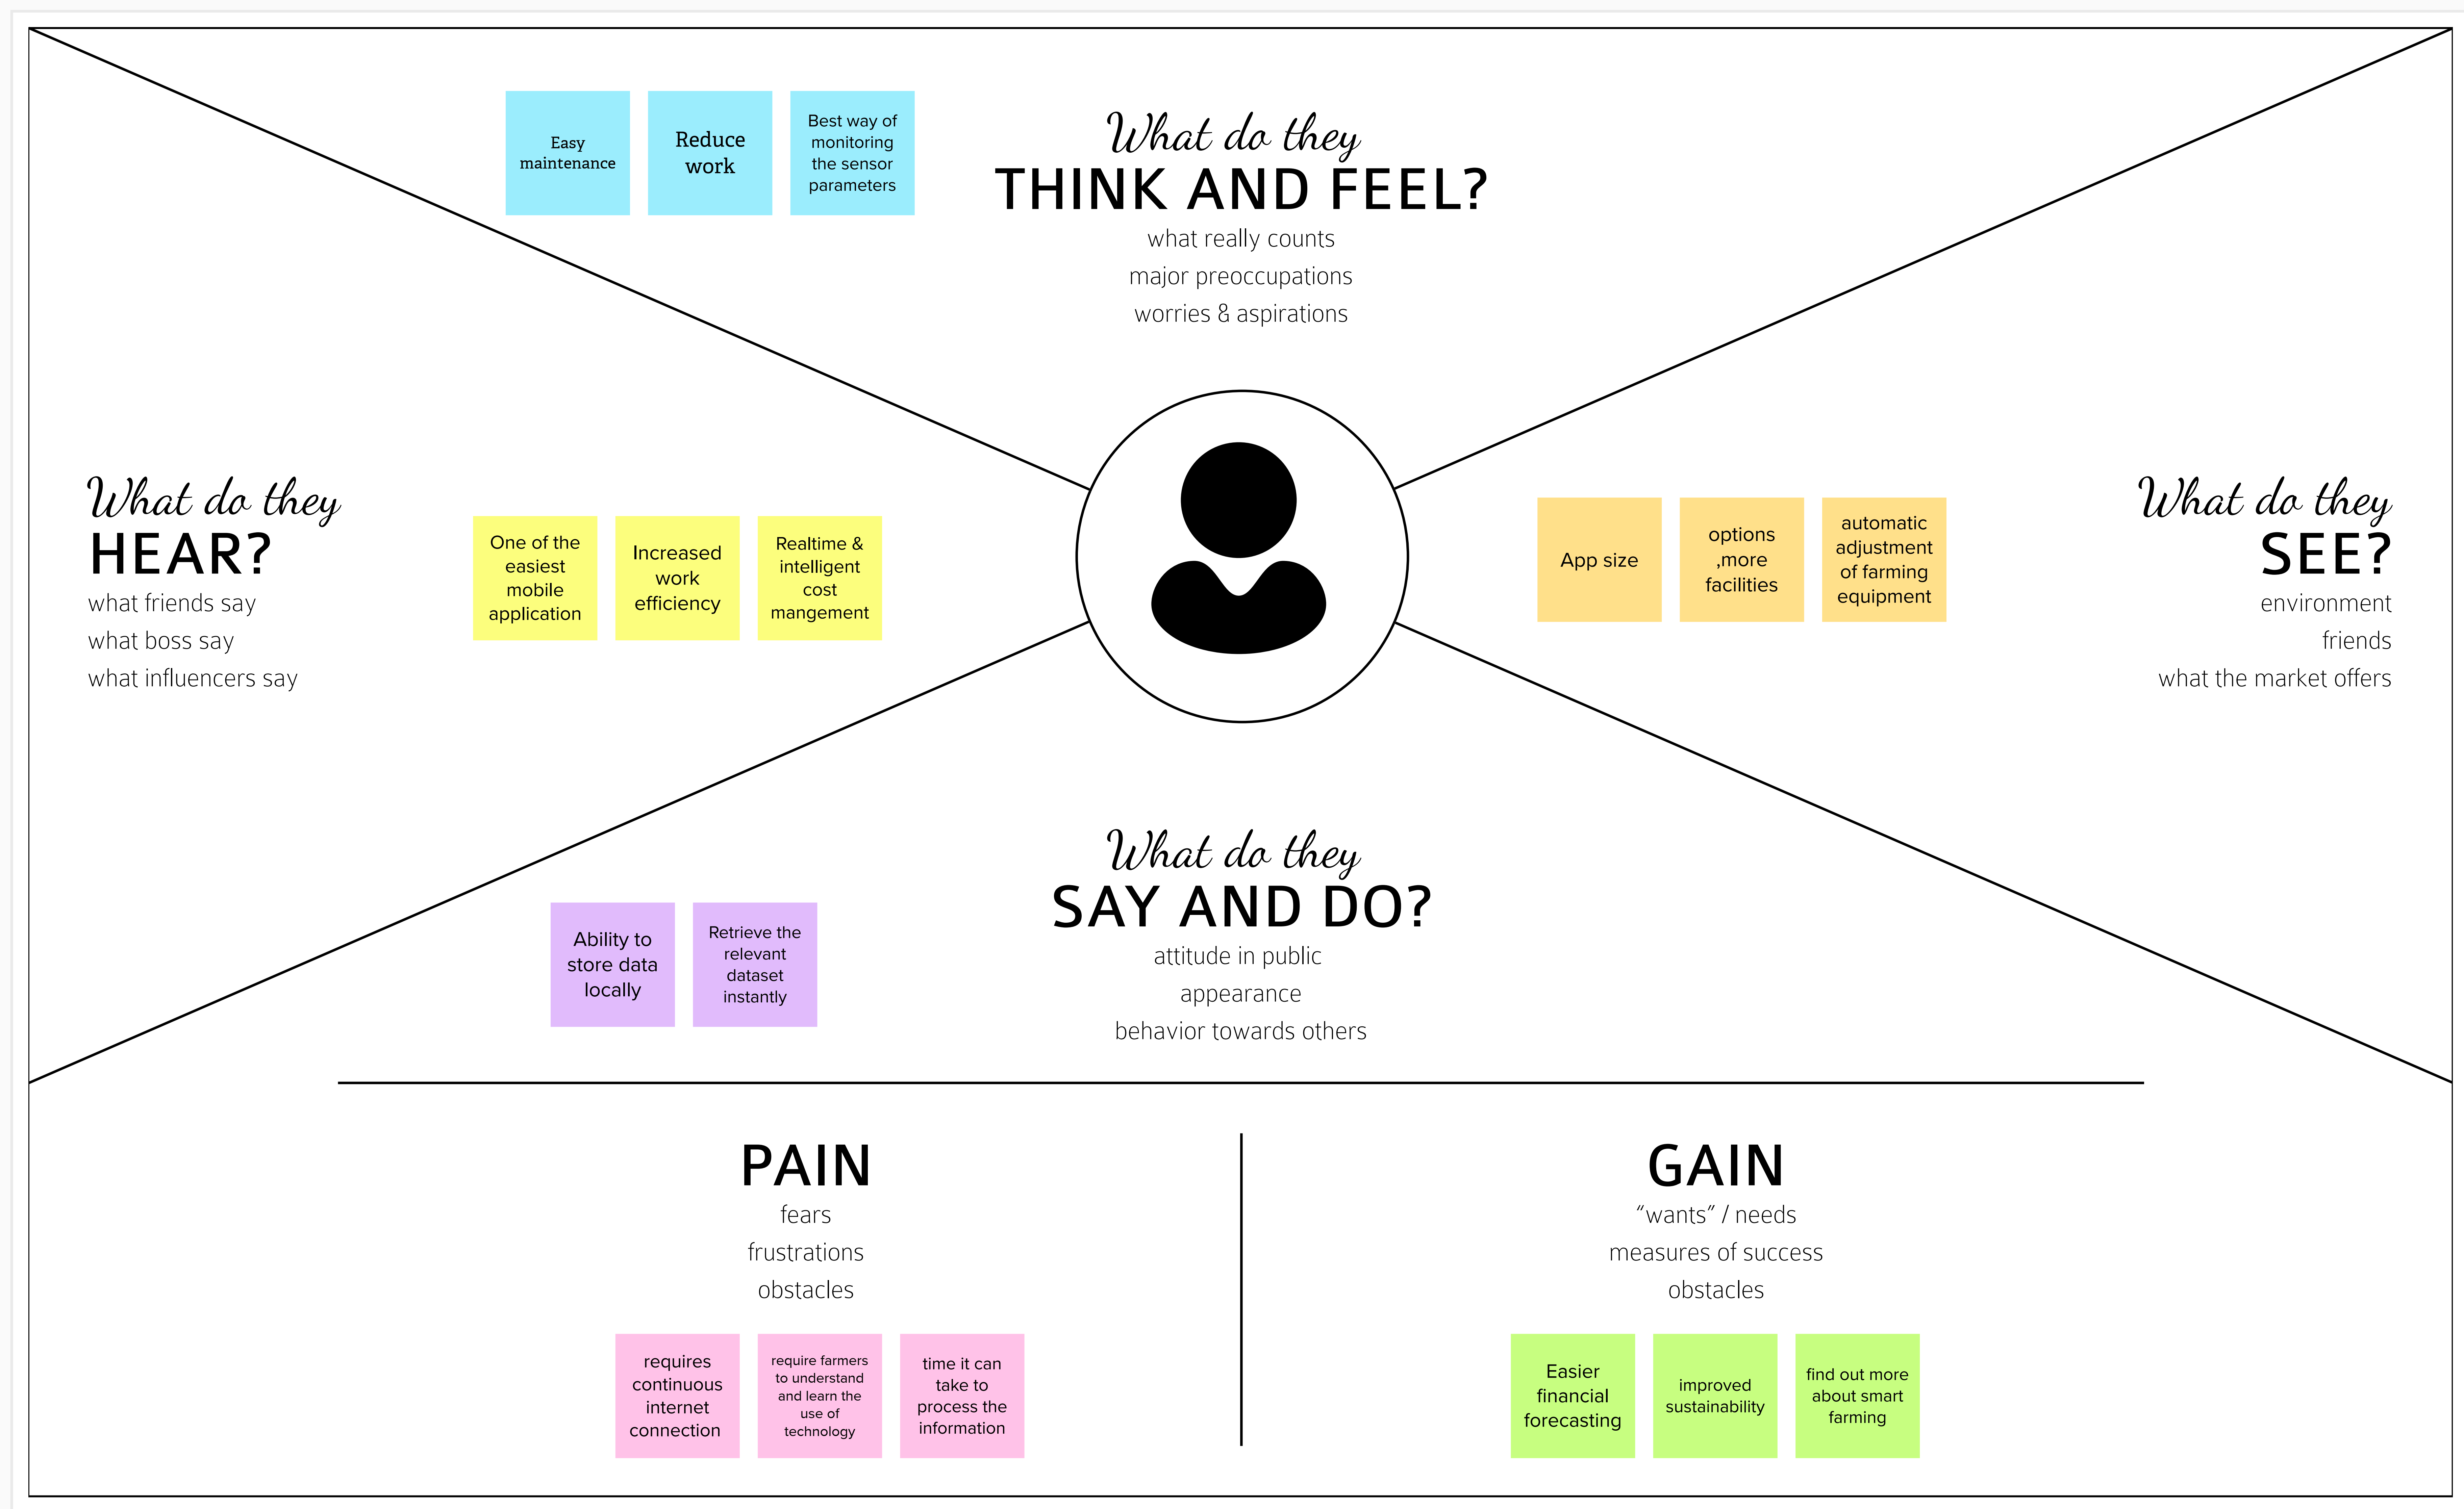 Easy
maintenance
Reduce
work
Best way of
monitoring
the sensor
parameters
What do they
THINK AND FEEL?
what really counts
major preoccupations
worries & aspirations
What do they
HEAR?
what friends say
what boss say
what influencers say
One of the
easiest
mobile
application
Increased
work
efficiency
Realtime &
intelligent
cost
mangement
App size
options
,more
facilities
automatic
adjustment
of farming
equipment
What do they
SEE?
environment
friends
what the market offers
What do they
SAY AND DO?
attitude in public
appearance
behavior towards others
Ability to
store data
locally
Retrieve the
relevant
dataset
instantly
PAIN
fears
frustrations
obstacles
requires
continuous
internet
connection
require farmers
to understand
and learn the
use of
technology
time it can
take to
process the
information
GAIN
“wants” / needs
measures of success
obstacles
Easier
financial
forecasting
improved
sustainability
find out more
about smart
farming